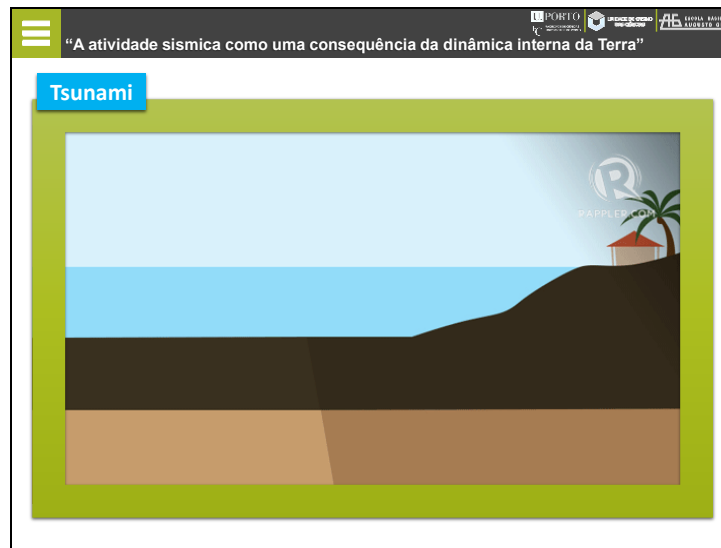 U.PORTO
“A atividade sismica como uma consequência da dinâmica interna da Terra”
Tsunami
R
RAPPLER.COM